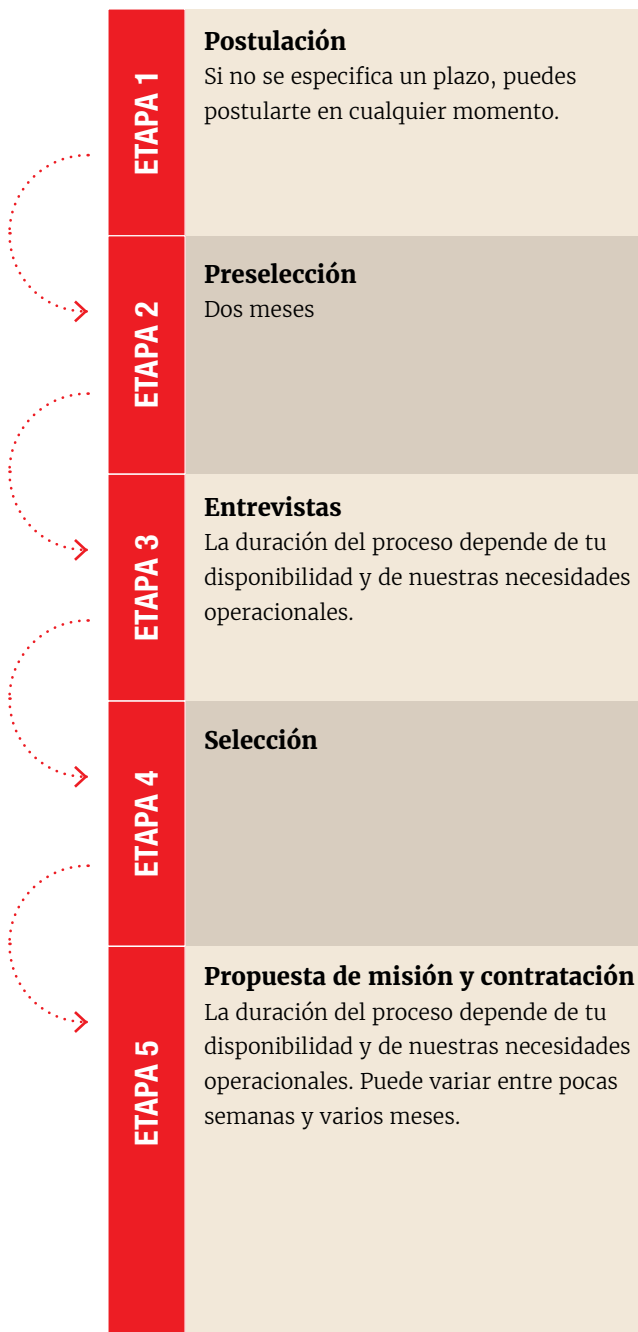 ETAPA 1
Postulación
Si no se especifica un plazo, puedes
postularte en cualquier momento.
ETAPA 2
Preselección
Dos meses
ETAPA 3
Entrevistas
La duración del proceso depende de tu
disponibilidad y de nuestras necesidades
operacionales.
ETAPA 4
Selección
ETAPA 5
Propuesta de misión y contratación
La duración del proceso depende de tu
disponibilidad y de nuestras necesidades
operacionales. Puede variar entre pocas
semanas y varios meses.